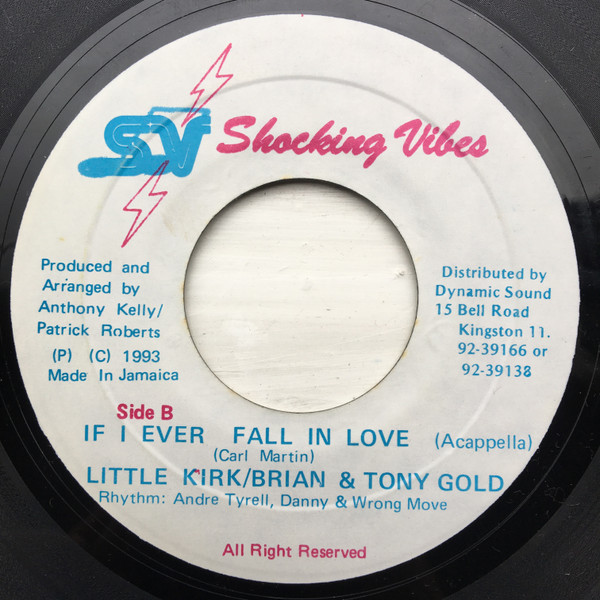 SV Shocking Vibes
Produced and
Arranged by
Anthony Kelly/
Patrick Roberts
(P) (C) 1993
Made In Jamaica
Distributed by
Dynamic Sound
15 Bell Road
Kingston 11.
92-39166 or
92-39138
Side B
IF I EVER FALL IN LOVE (Acappella)
(Carl Martin)
LITTLE KIRK/BRIAN & TONY GOLD
Rhythm: Andre Tyrell, Danny & Wrong Move
All Right Reserved